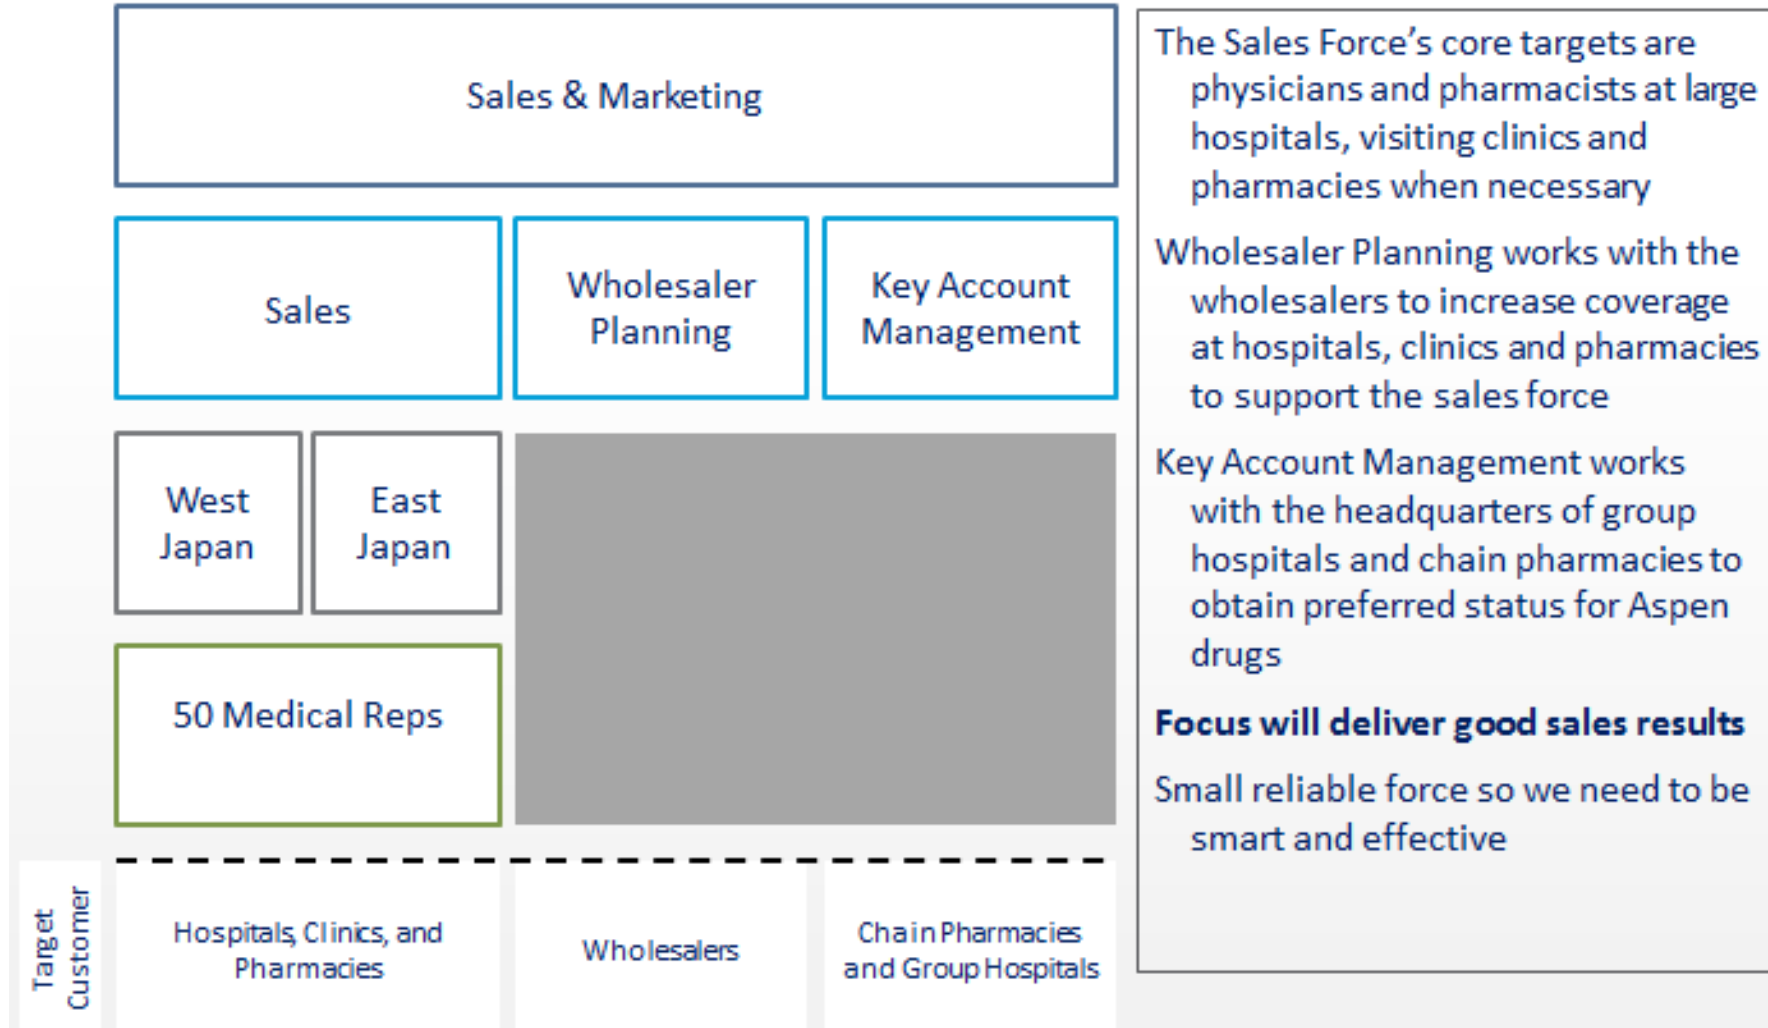 Sales & Marketing
Sales
Wholesaler
Planning
Key Account
Management
West
Japan
East
Japan
50 Medical Reps
Target
Customer
Hospitals, Clinics, and
Pharmacies
Wholesalers
Chain Pharmacies
and Group Hospitals
The Sales Force's core targets are
physicians and pharmacists at large
hospitals, visiting clinics and
pharmacies when necessary
Wholesaler Planning works with the
wholesalers to increase coverage
at hospitals, clinics and pharmacies
to support the sales force
Key Account Management works
with the headquarters of group
hospitals and chain pharmacies to
obtain preferred status for Aspen
drugs
Focus will deliver good sales results
Small reliable force so we need to be
smart and effective